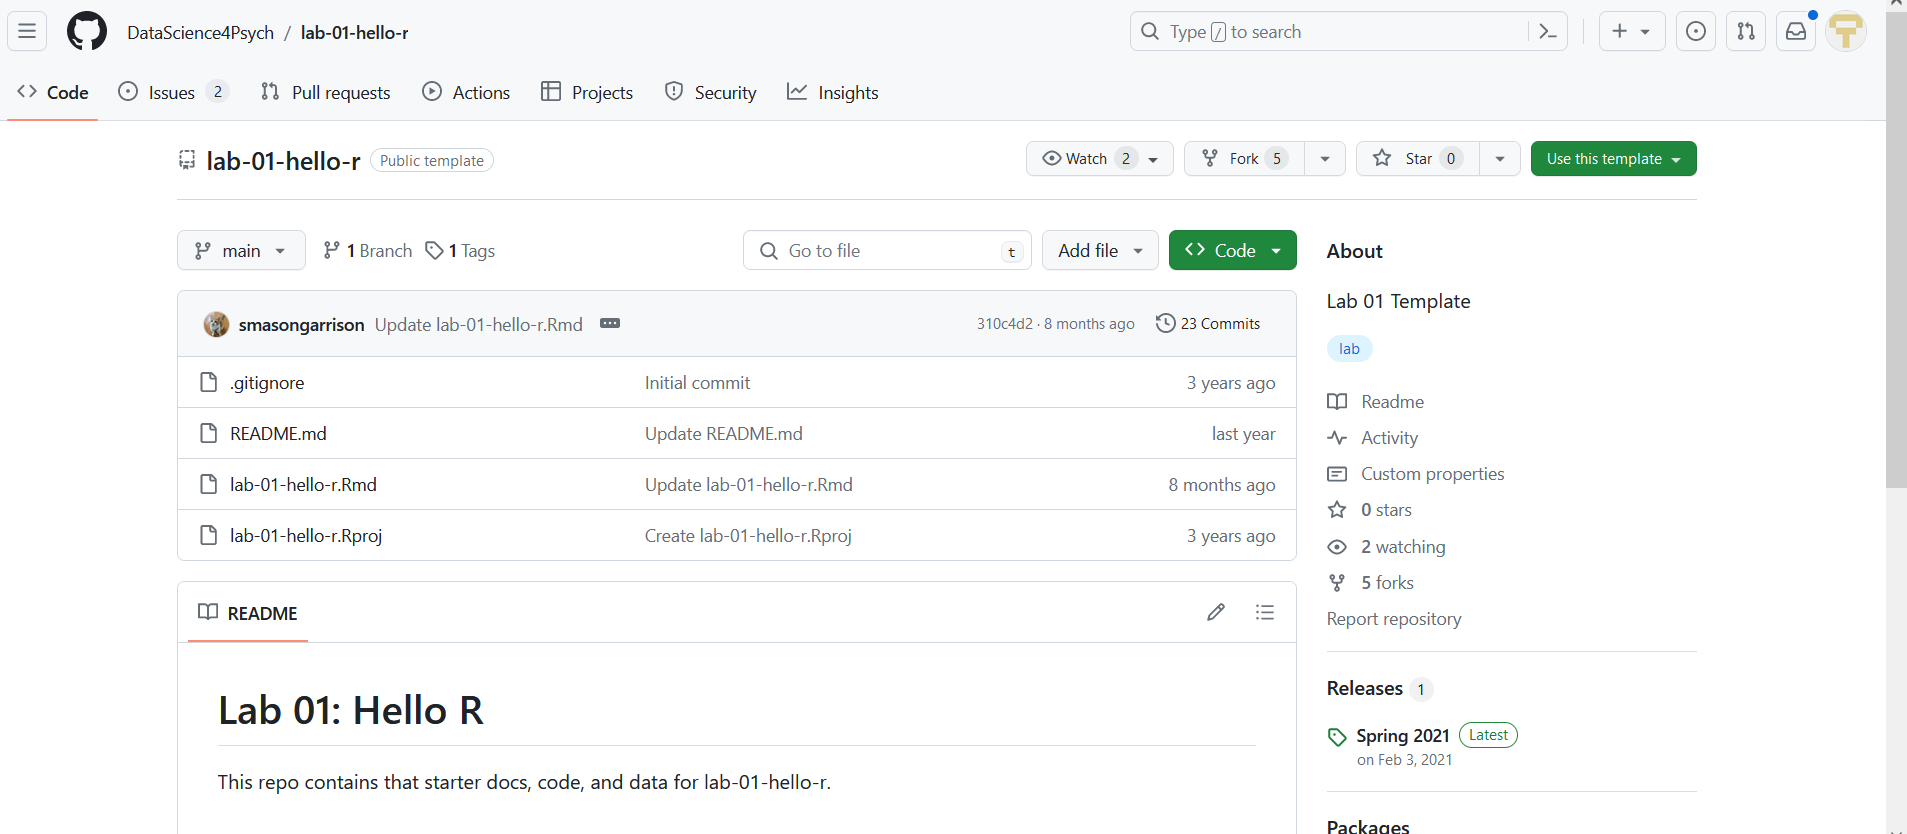 DataScience4Psych / lab-01-hello-r
Type / to search
Code Issues 2 Pull requests Actions Projects Security Insights
lab-01-hello-r Public template
Watch 2 Fork 5 Star 0 Use this template
main 1 Branch 1 Tags Go to file t Add file Code
smasongarrison Update lab-01-hello-r.Rmd 310c4d2 · 8 months ago 23 Commits
.gitignore Initial commit 3 years ago
README.md Update README.md last year
lab-01-hello-r.Rmd Update lab-01-hello-r.Rmd 8 months ago
lab-01-hello-r.Rproj Create lab-01-hello-r.Rproj 3 years ago
README
Lab 01: Hello R
This repo contains that starter docs, code, and data for lab-01-hello-r.
About
Lab 01 Template
lab
Readme
Activity
Custom properties
0 stars
2 watching
5 forks
Report repository
Releases 1
Spring 2021 Latest
on Feb 3, 2021
Packages